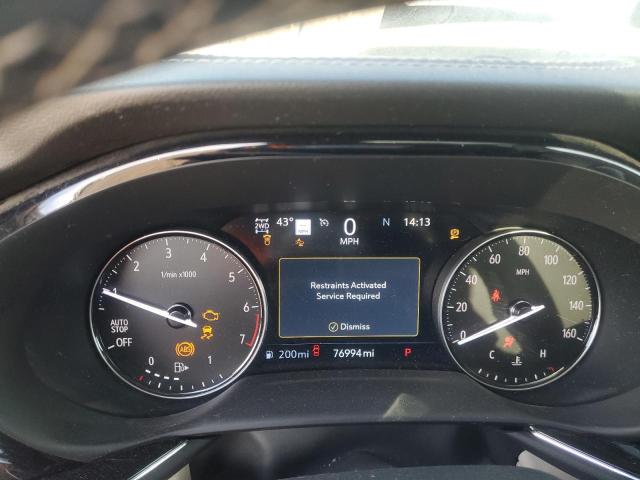 2WD 43° 0 N 14:13
MPH
Restraints Activated
Service Required
Dismiss
1/min x1000
1 2 3 4 5 6 7
AUTO
STOP
OFF
ABS
0 1
200mi 76994mi P
MPH
0 20 40 60 80 100 120 140 160
C H